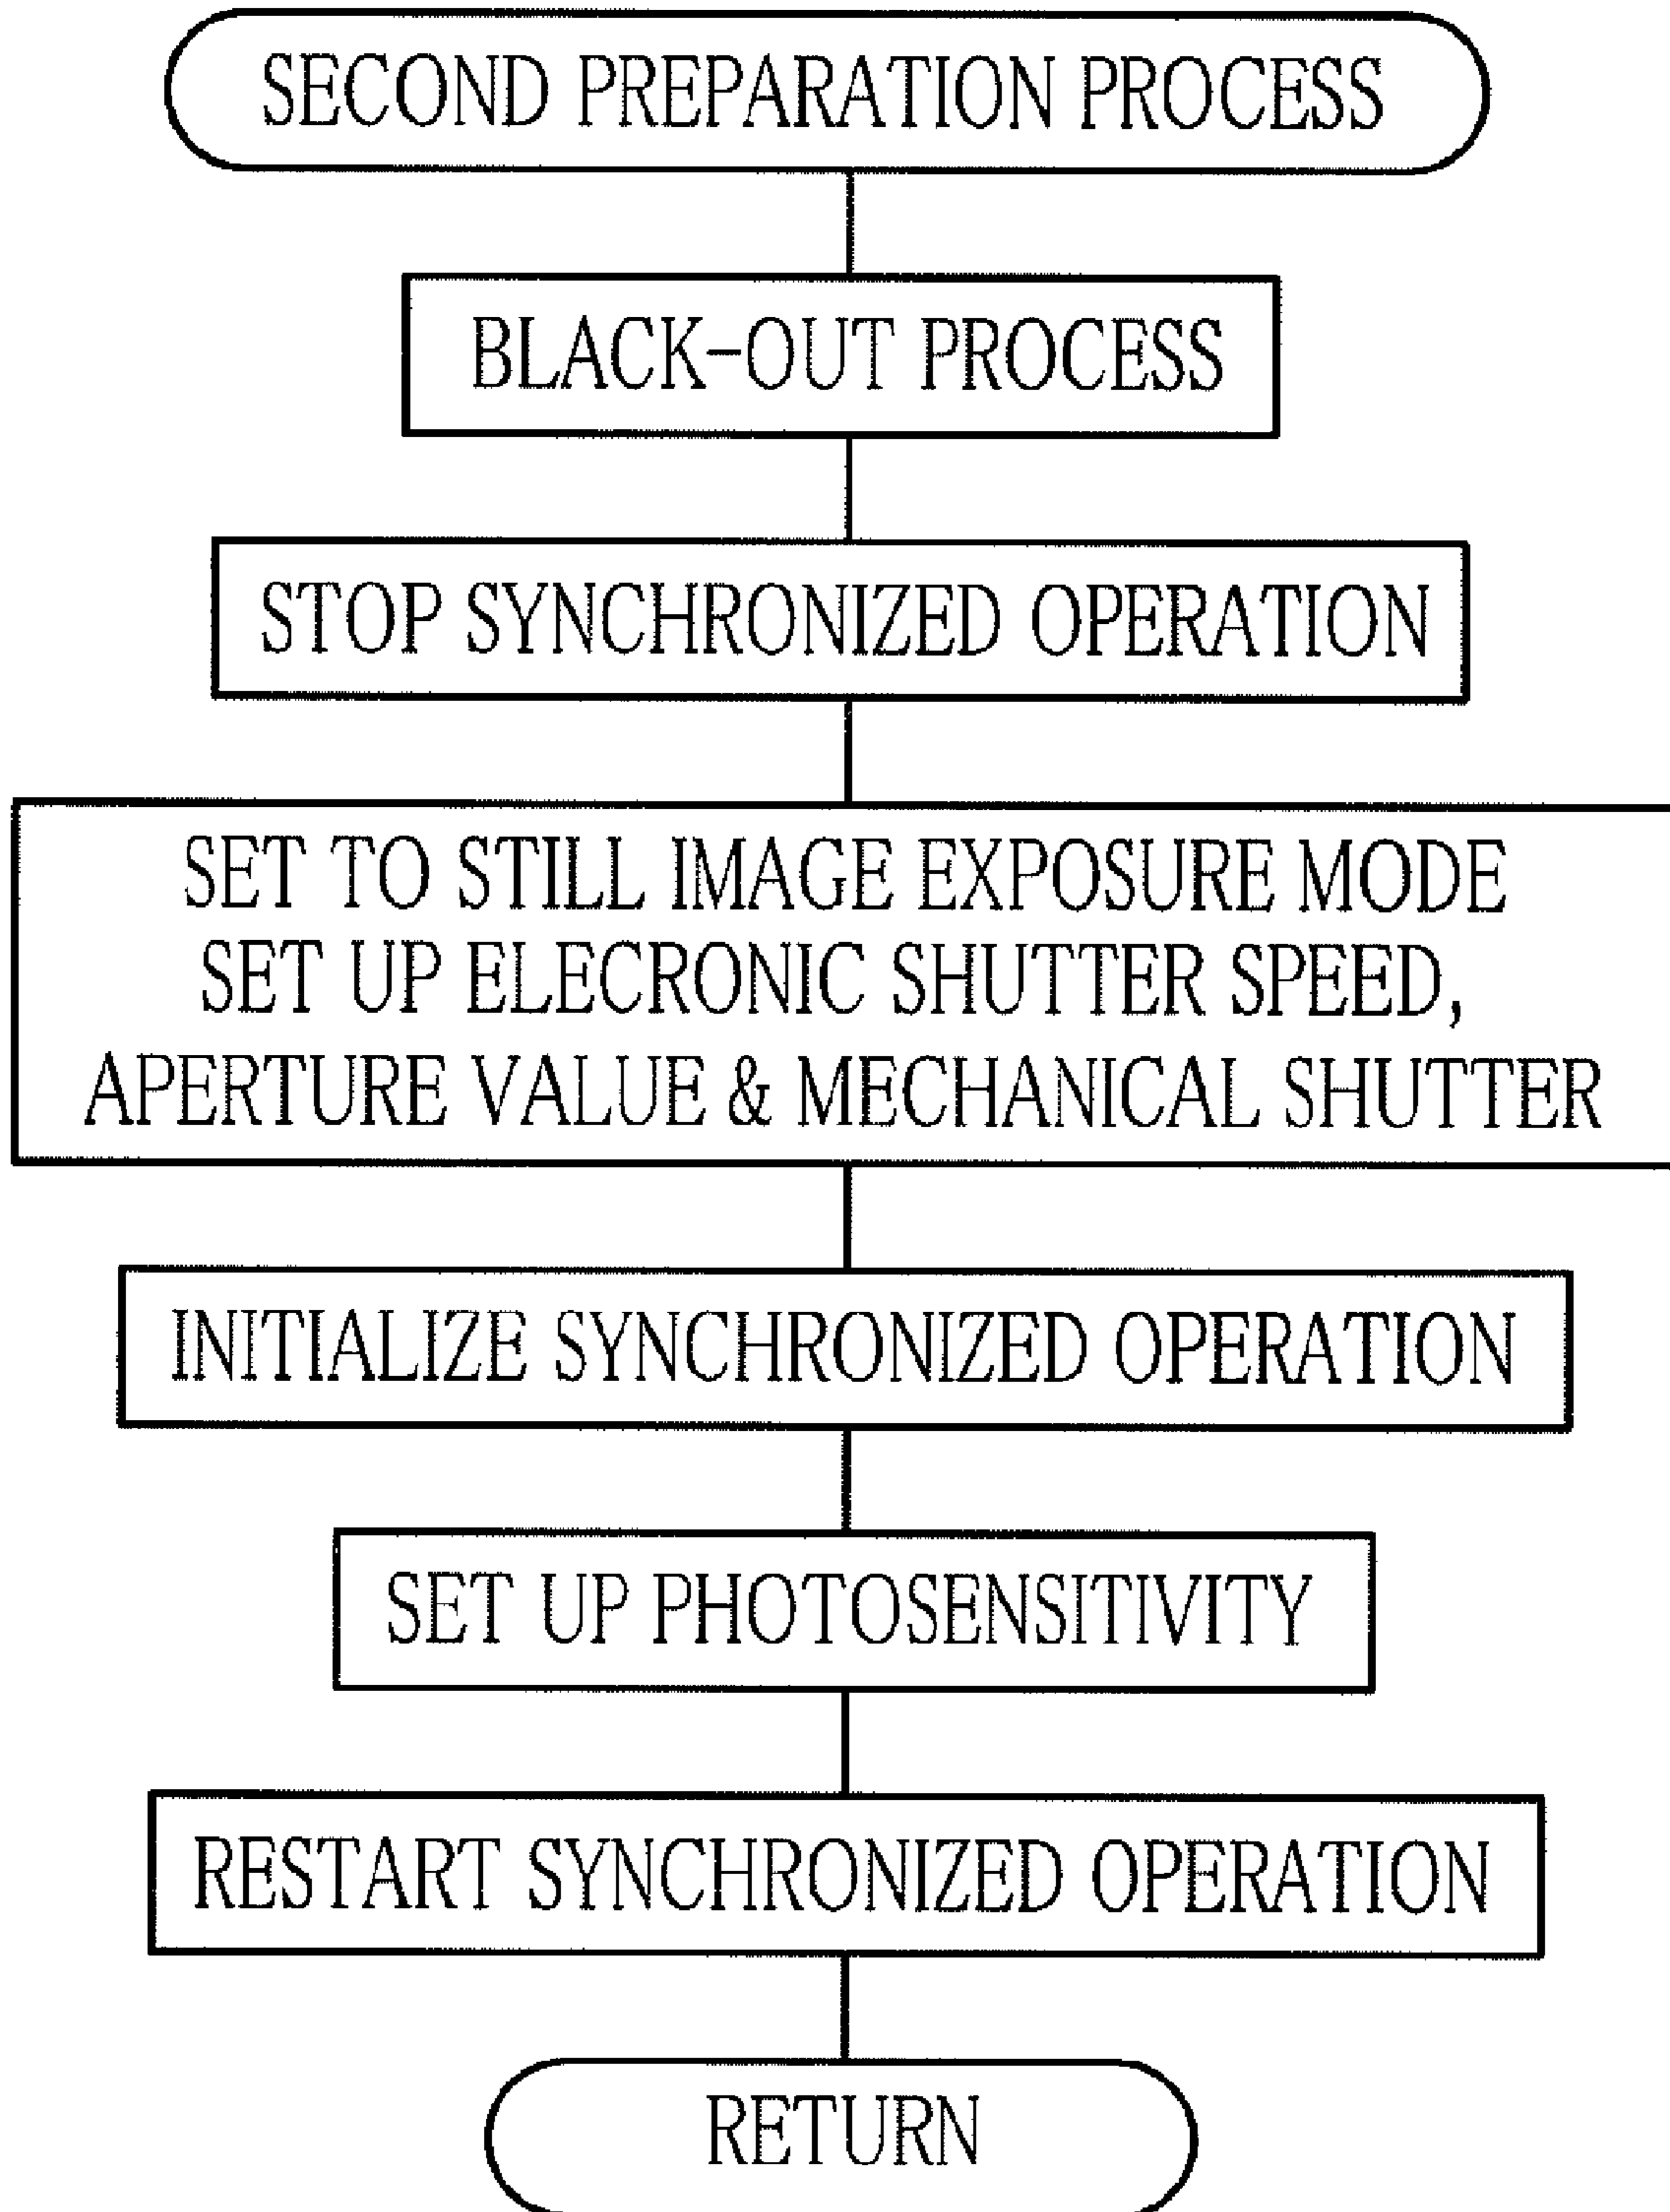 SECOND PREPARATION PROCESS
BLACK-OUT PROCESS
STOP SYNCHRONIZED OPERATION
SET TO STILL IMAGE EXPOSURE MODE
SET UP ELECRONIC SHUTTER SPEED,
APERTURE VALUE & MECHANICAL SHUTTER
INITIALIZE SYNCHRONIZED OPERATION
SET UP PHOTOSENSITIVITY
RESTART SYNCHRONIZED OPERATION
RETURN